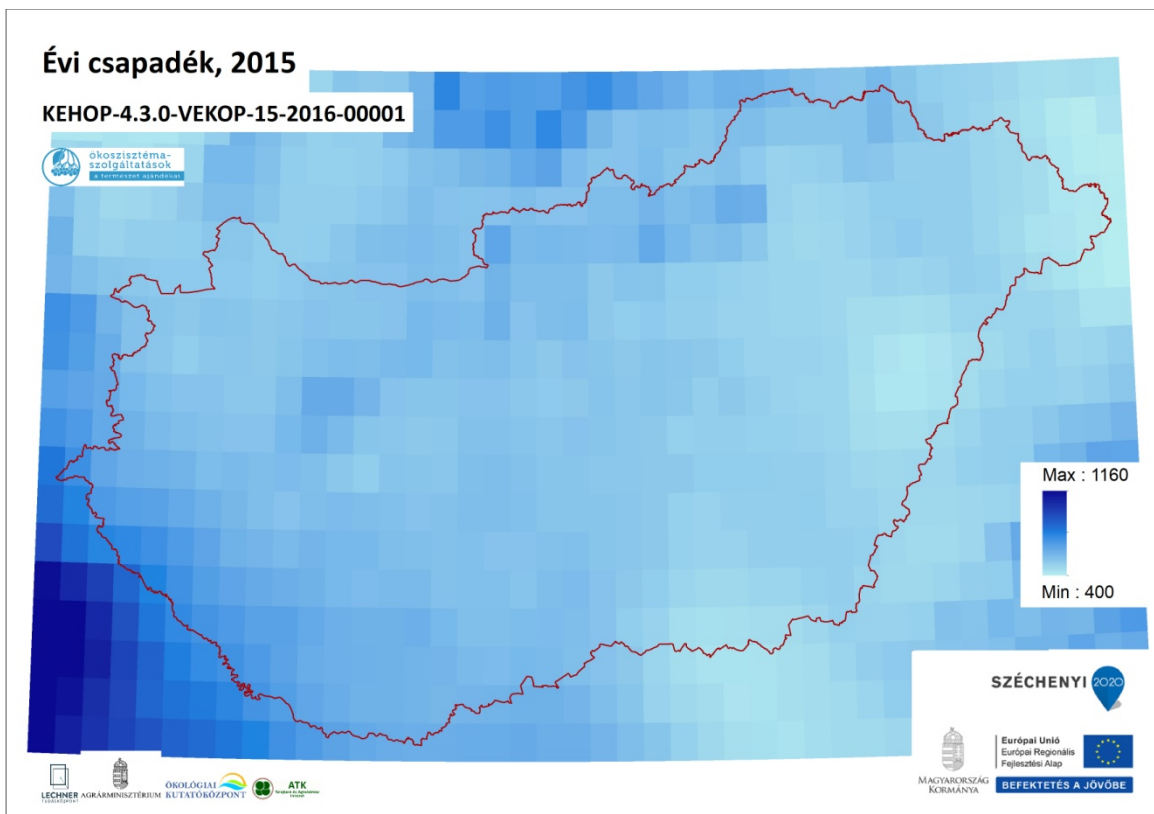 Évi csapadék, 2015
KEHOP-4.3.0-VEKOP-15-2016-00001
ökoszisztéma-
szolgáltatások
a természet ajándékai
Max : 1160
Min : 400
SZÉCHENYI 2020
MAGYARORSZÁG
KORMÁNYA
Európai Unió
Európai Regionális
Fejlesztési Alap
BEFEKTETÉS A JÖVŐBE
LECHNER
TUDÁSKÖZPONT
AGRÁRMINISZTÉRIUM
ÖKOLÓGIAI
KUTATÓKÖZPONT
ATK